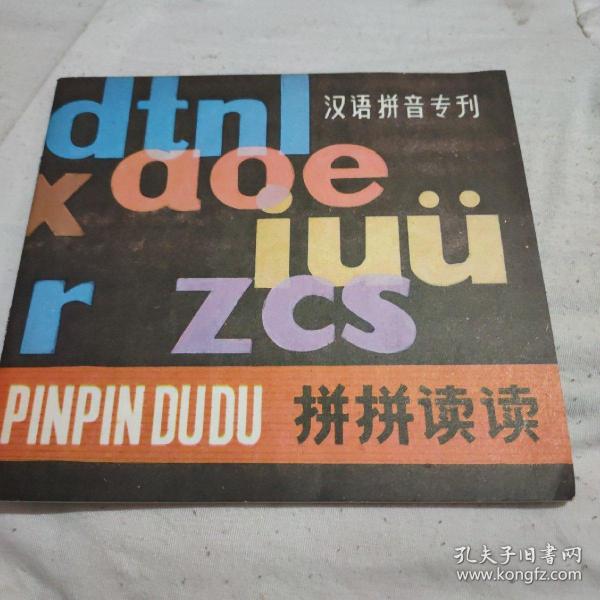 dtnl
汉语拼音专刊
aoe
x
iuü
r
zcs
PINPIN DUDU 拼拼读读
孔夫子旧书网
www.kongfz.com